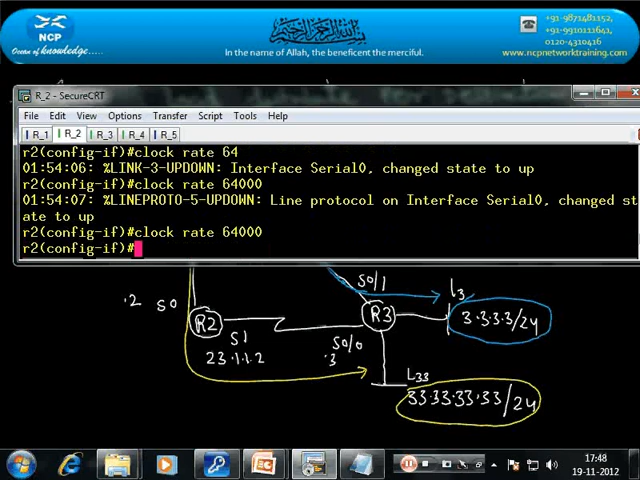 NCP
Ocean of knowledge.....
In the name of Allah, the beneficent the merciful.
+91-9871481152,
+91-9910111641,
0120-4310416
www.ncpnetworktraining.com
R_2 - SecureCRT
File Edit View Options Transfer Script Tools Help
R_1 R_2 R_3 R_4 R_5
r2(config-if)#clock rate 64
01:54:06: %LINK-3-UPDOWN: Interface Serial0, changed state to up
r2(config-if)#clock rate 64000
01:54:07: %LINEPROTO-5-UPDOWN: Line protocol on Interface Serial0, changed st
ate to up
r2(config-if)#clock rate 64000
r2(config-if)#
S0/1
L3
.2 S0
R2
R3
3.3.3.3/24
S1
23.1.1.2
S0/0
.3
L33
33.33.33.33/24
17:48
19-11-2012